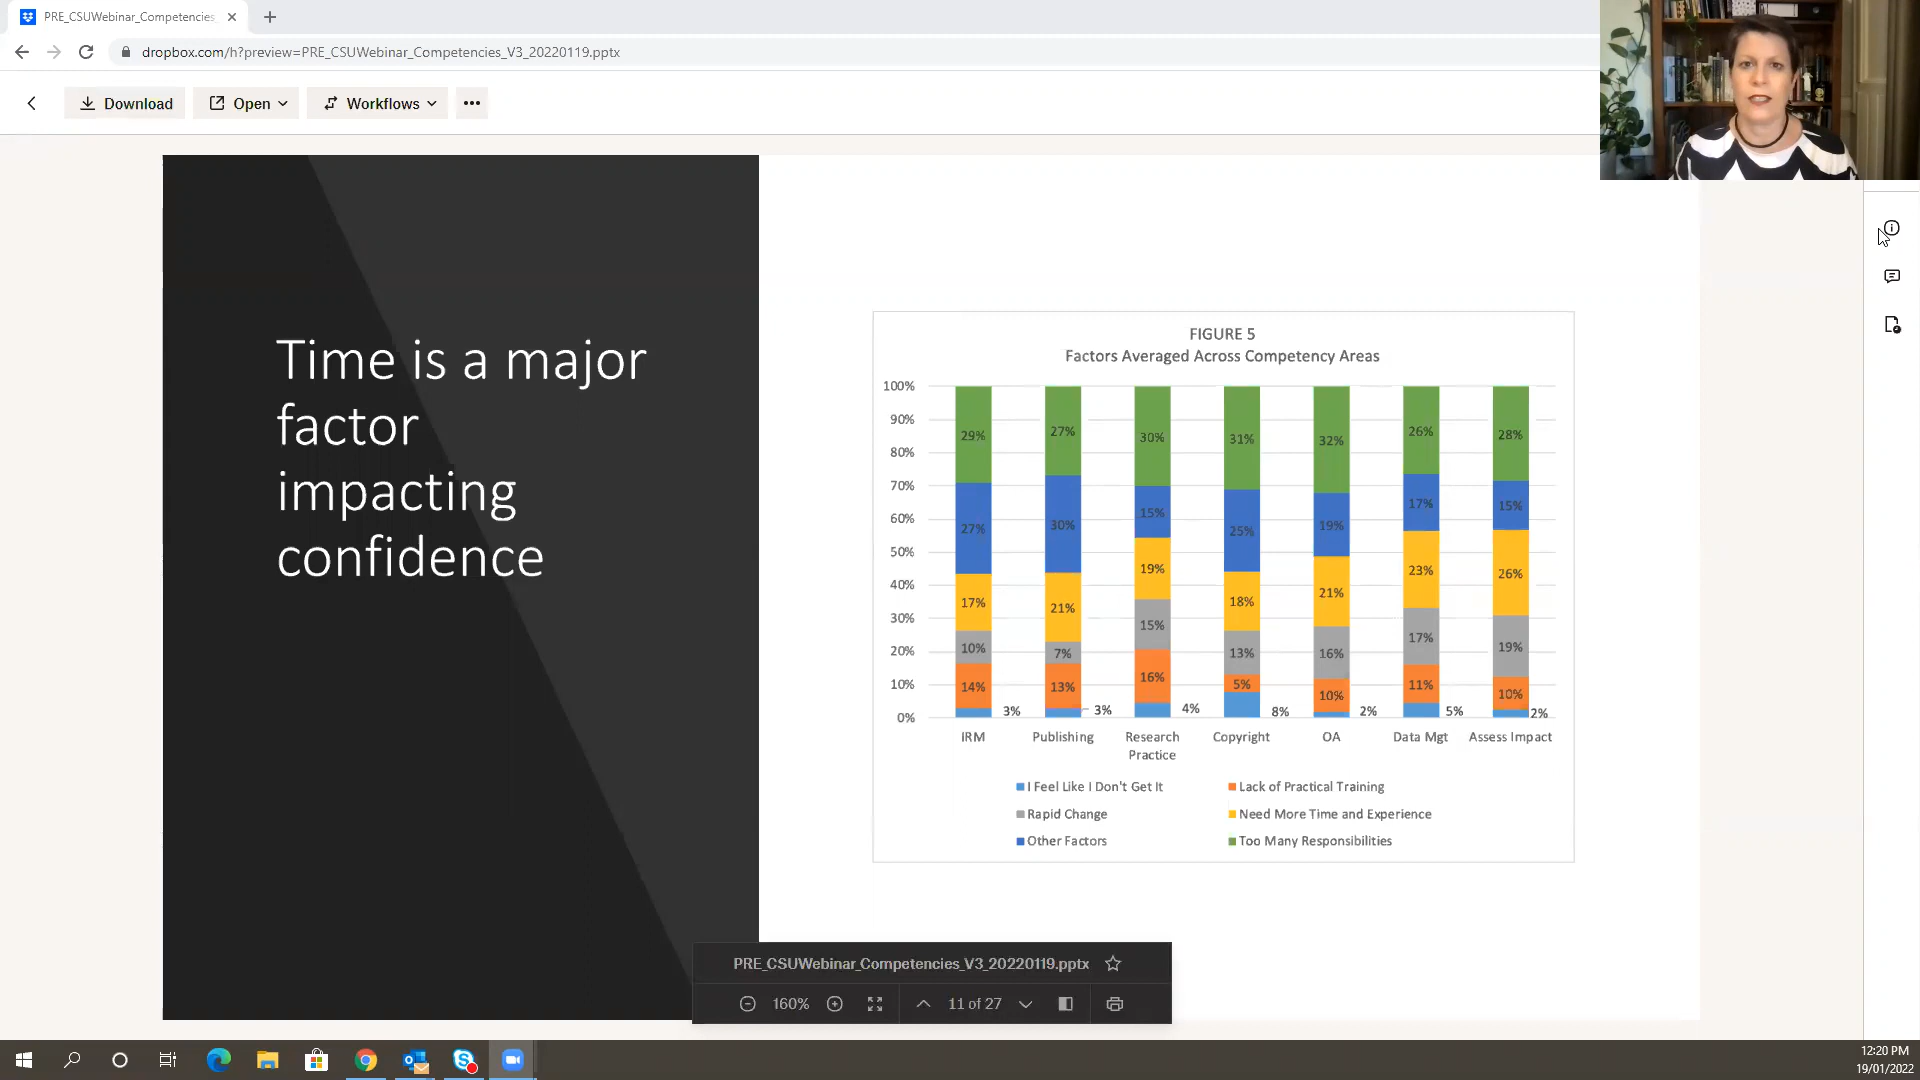 PRE_CSUWebinar_Competencies
dropbox.com/h?preview=PRE_CSUWebinar_Competencies_V3_20220119.pptx
Download
Open
Workflows
Time is a major
factor
impacting
confidence
FIGURE 5
Factors Averaged Across Competency Areas
100%
90%
80%
70%
60%
50%
40%
30%
20%
10%
0%
29% 27% 30% 31% 32% 26% 28%
27% 30% 15% 25% 19% 17% 15%
17% 21% 19% 18% 21% 23% 26%
10% 7% 15% 13% 16% 17% 19%
14% 13% 16% 5% 10% 11% 10%
3% 3% 4% 8% 2% 5% 2%
IRM Publishing Research Practice Copyright OA Data Mgt Assess Impact
I Feel Like I Don't Get It Lack of Practical Training
Rapid Change Need More Time and Experience
Other Factors Too Many Responsibilities
PRE_CSUWebinar_Competencies_V3_20220119.pptx
160% 11 of 27
12:20 PM
19/01/2022